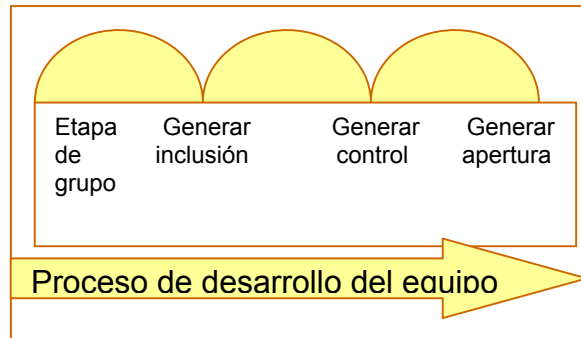 Etapa de grupo
Generar inclusión
Generar control
Generar apertura
Proceso de desarrollo del equipo